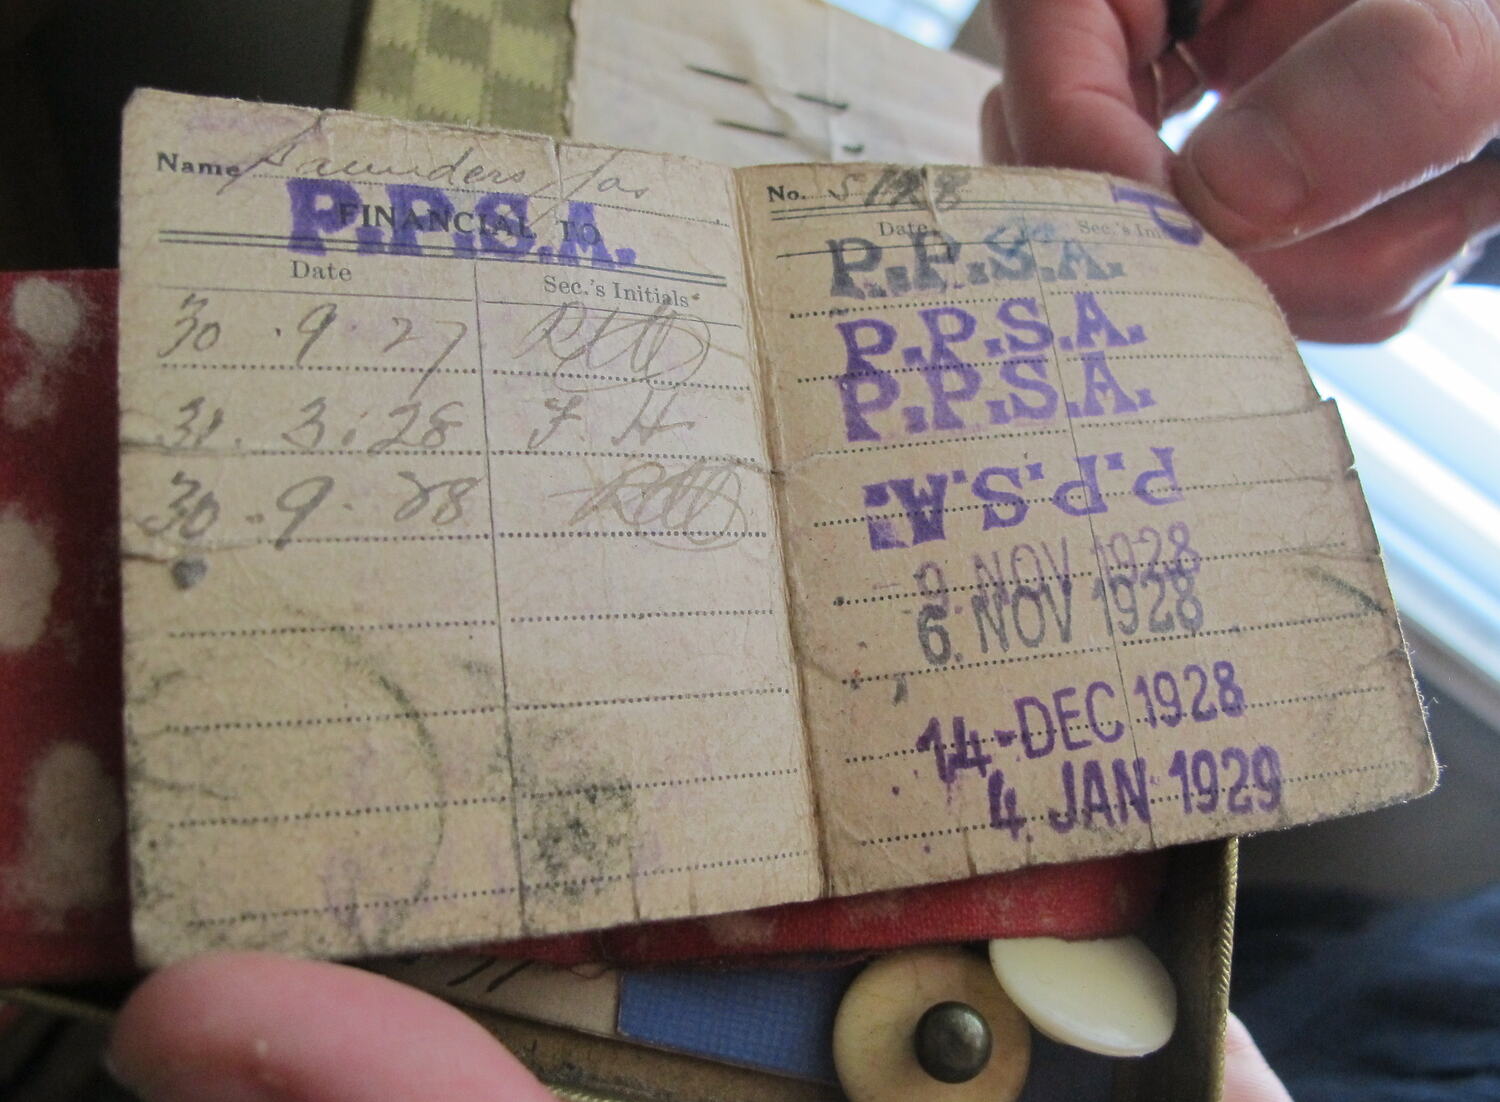 Name Saunders, Jas
P.P.S.A.
FINANCIAL TO
Date Sec.'s Initials
30 . 9 . 27
31 . 3 . 28 F. H.
30 . 9 . 28
No. S 128
Date Sec.'s Ini
P.P.S.A.
P.P.S.A.
P.P.S.A.
P.P.S.A.
- 9. NOV 1928
6. NOV 1928
14-DEC 1928
4. JAN 1929